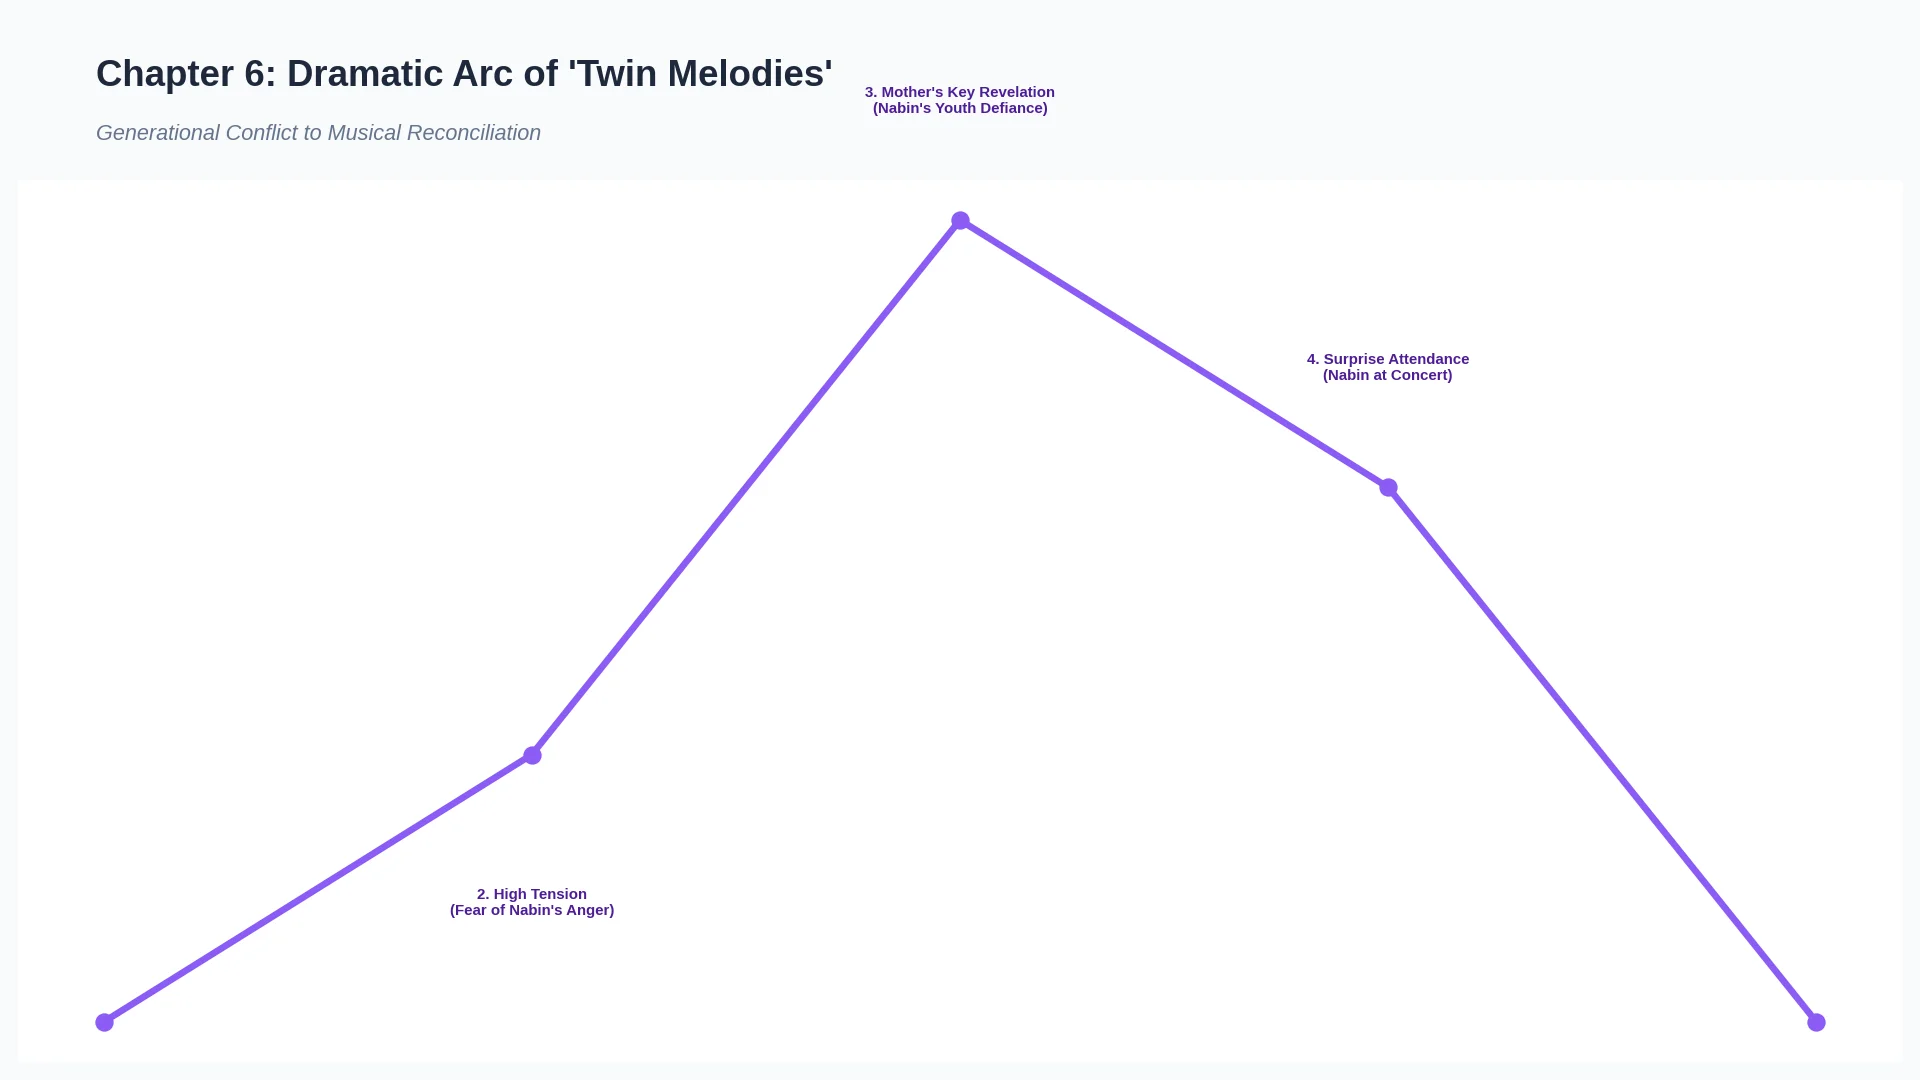 Chapter 6: Dramatic Arc of 'Twin Melodies'
Generational Conflict to Musical Reconciliation
3. Mother's Key Revelation
(Nabin's Youth Defiance)
4. Surprise Attendance
(Nabin at Concert)
2. High Tension
(Fear of Nabin's Anger)